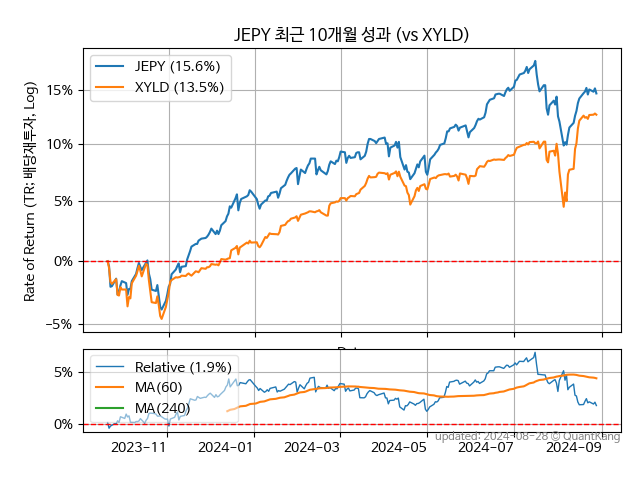 JEPY 최근 10개월 성과 (vs XYLD)
Rate of Return (TR: 배당재투자, Log)
JEPY (15.6%)
XYLD (13.5%)
15%
10%
5%
0%
−5%
Relative (1.9%)
MA(60)
MA(240)
5%
0%
2023-11
2024-01
2024-03
2024-05
2024-07
2024-09
updated: 2024-08-28 © QuantKang